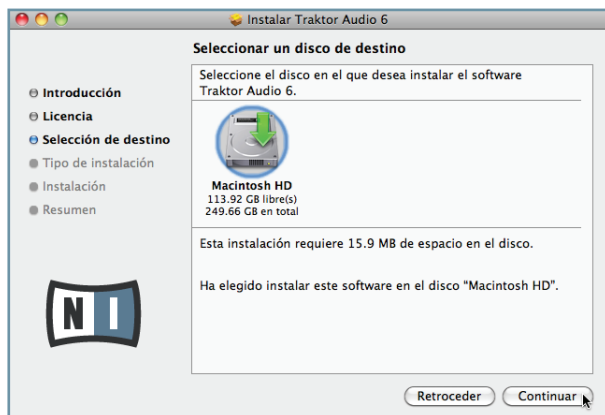 Instalar Traktor Audio 6
Seleccionar un disco de destino
Introducción
Licencia
Selección de destino
Tipo de instalación
Instalación
Resumen
Seleccione el disco en el que desea instalar el software
Traktor Audio 6.
Macintosh HD
113.92 GB libre(s)
249.66 GB en total
Esta instalación requiere 15.9 MB de espacio en el disco.
Ha elegido instalar este software en el disco “Macintosh HD”.
NI
Retroceder
Continuar